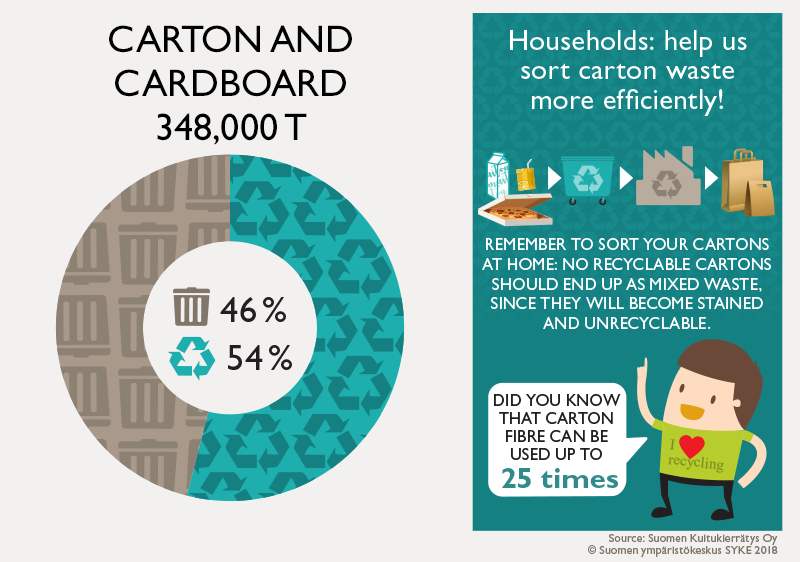 CARTON AND
CARDBOARD
348,000 T
46 %
54 %
Households: help us
sort carton waste
more efficiently!
REMEMBER TO SORT YOUR CARTONS
AT HOME: NO RECYCLABLE CARTONS
SHOULD END UP AS MIXED WASTE,
SINCE THEY WILL BECOME STAINED
AND UNRECYCLABLE.
DID YOU KNOW
THAT CARTON
FIBRE CAN BE
USED UP TO
25 times
I
recycling
Source: Suomen Kuitukierrätys Oy
© Suomen ympäristökeskus SYKE 2018